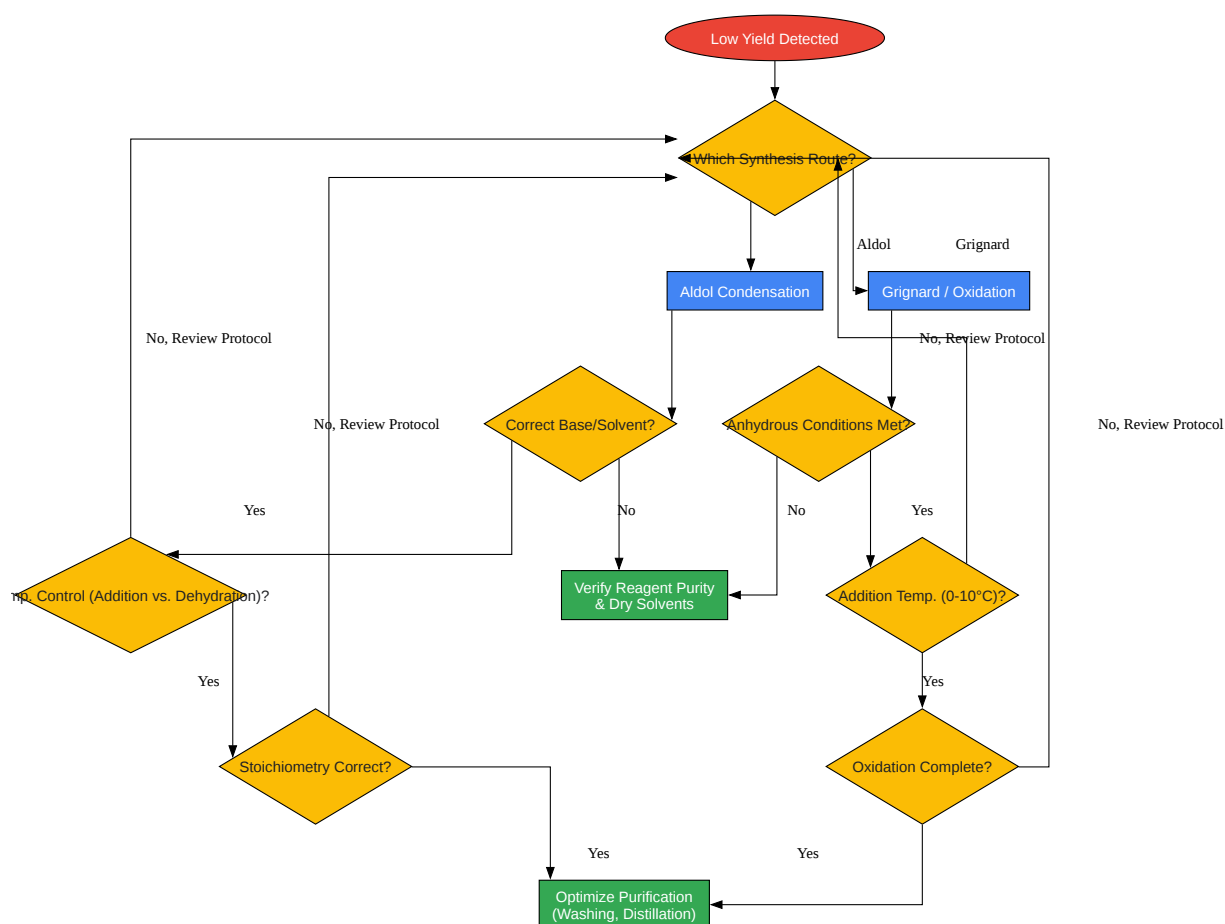 Low Yield Detected
Which Synthesis Route?
Aldol
Grignard
Aldol Condensation
Grignard / Oxidation
No, Review Protocol
No, Review Protocol
No, Review Protocol
Correct Base/Solvent?
Anhydrous Conditions Met?
No, Review Protocol
Yes
No
No
Yes
Verify Reagent Purity
& Dry Solvents
Control (Addition vs. Dehydration)?
Addition Temp. (0-10°C)?
Yes
Yes
Stoichiometry Correct?
Oxidation Complete?
Yes
Yes
Optimize Purification
(Washing, Distillation)